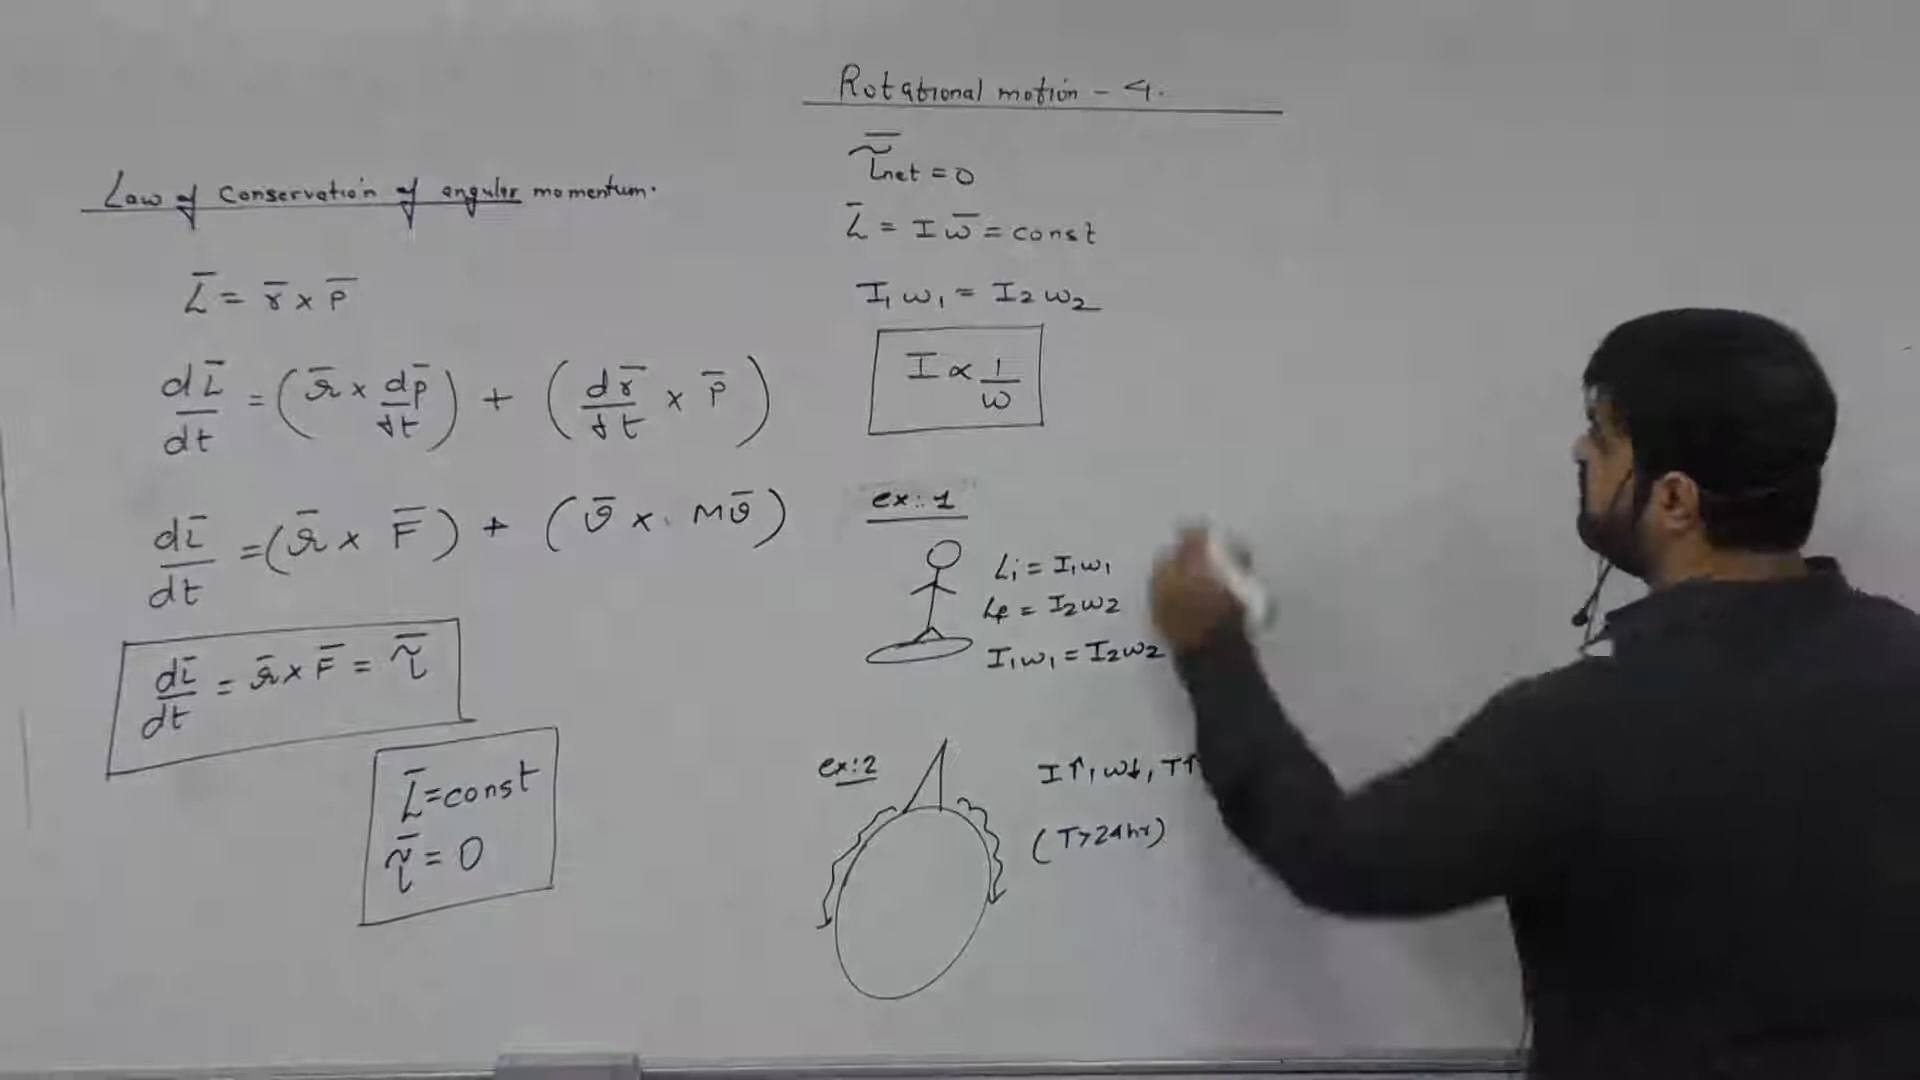 Rotational motion - 4.
Law of Conservation of angular momentum.
L̅ = r̅ × p̅
dL̅/dt = (r̅ × dp̅/dt) + (dr̅/dt × p̅)
dL̅/dt = (r̅ × F̅) + (v̅ × Mv̅)
dL̅/dt = r̅ × F̅ = τ̅
L̅ = const
τ̅ = 0
τ̅net = 0
L̅ = Iω̅ = const
I₁ω₁ = I₂ω₂
I ∝ 1/ω
ex:1
Lᵢ = I₁ω₁
Lf = I₂ω₂
I₁ω₁ = I₂ω₂
ex:2
I↑, ω↓, T↑
(T>24hr)